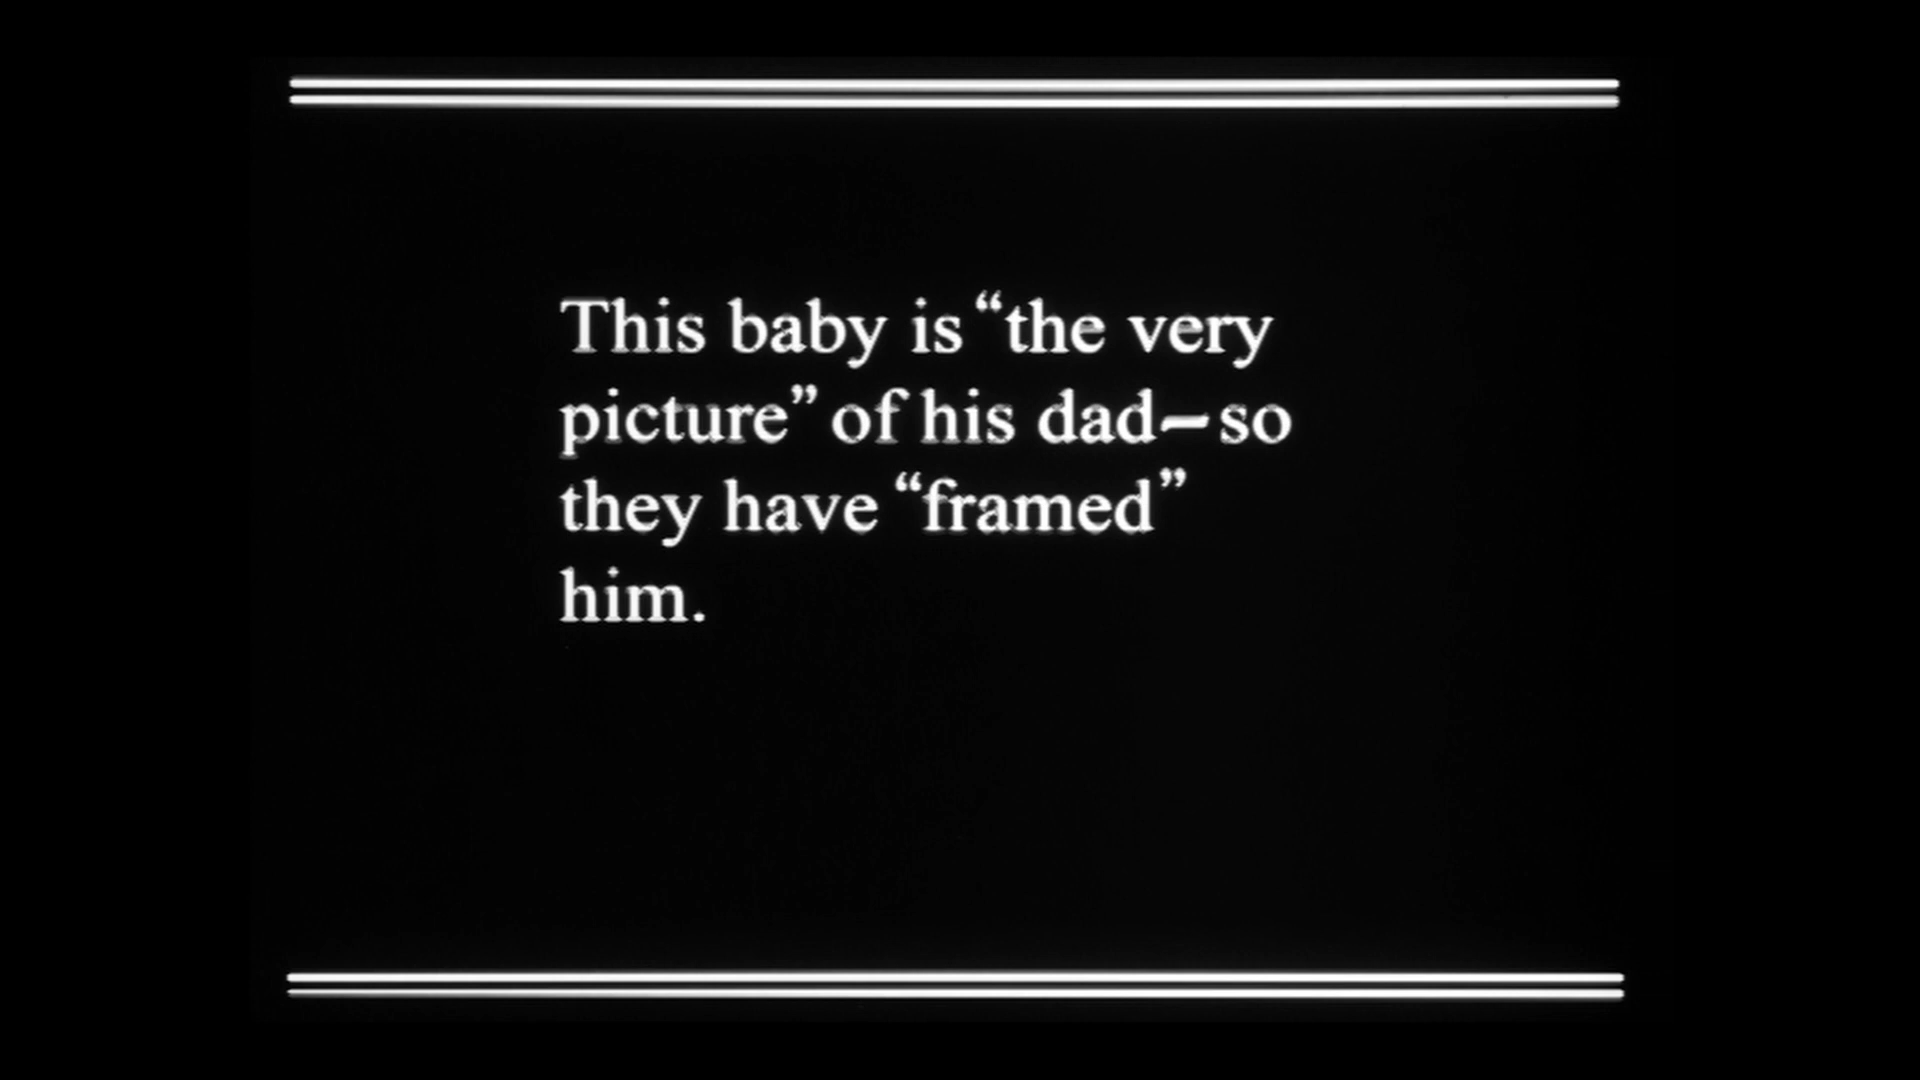 This baby is “the very
picture” of his dad—so
they have “framed”
him.